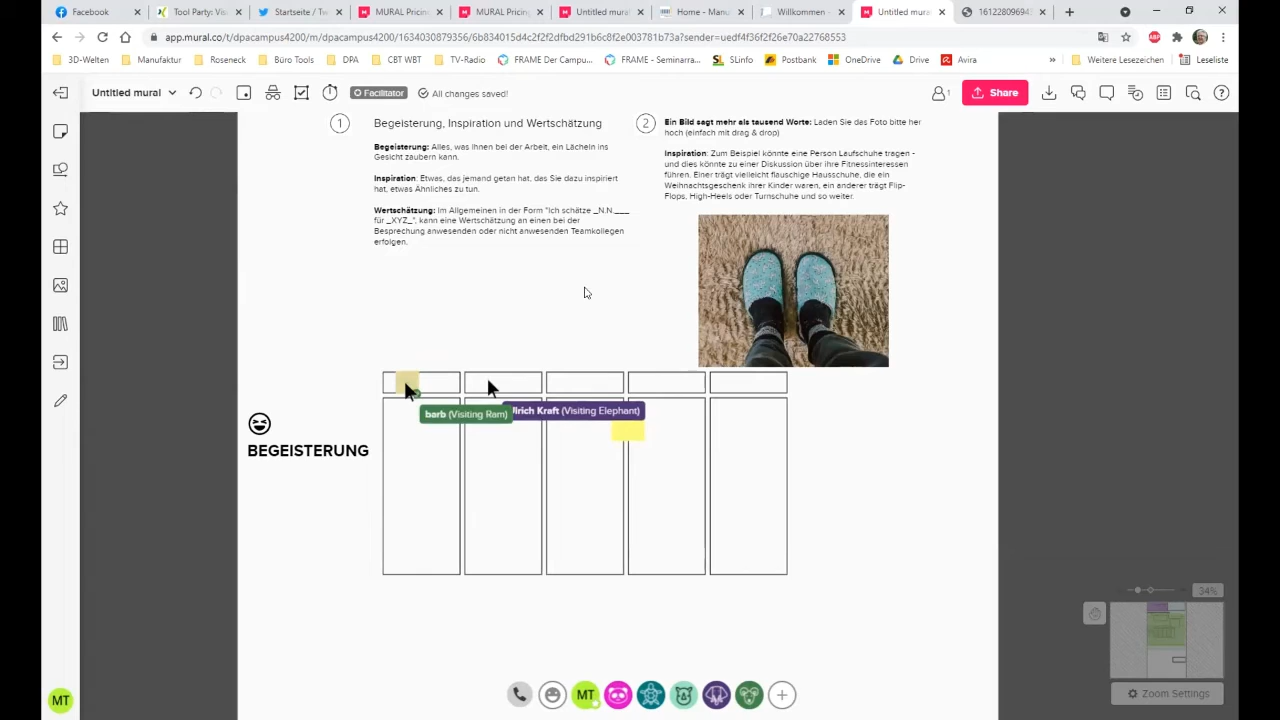 Facebook
Tool Party: Vis
Startseite / Tw
MURAL Pricin
MURAL Pricin
Untitled mural
Home - Manu
Willkommen -
Untitled mural
161228096943
app.mural.co/t/dpacampus4200/m/dpacampus4200/1634030879356/6b834015d4c2f2f2dfbd291b6c8f2e003781b73a?sender=uedf4f36f2f26e70a22768553
3D-Welten
Manufaktur
Roseneck
Büro Tools
DPA
CBT WBT
TV-Radio
FRAME Der Campu...
FRAME - Seminarra...
SLinfo
Postbank
OneDrive
Drive
Avira
»
Weitere Lesezeichen
Leseliste
Untitled mural
Facilitator
All changes saved!
1
Share
1
Begeisterung, Inspiration und Wertschätzung
Begeisterung: Alles, was Ihnen bei der Arbeit, ein Lächeln ins
Gesicht zaubern kann.
Inspiration: Etwas, das jemand getan hat, das Sie dazu inspiriert
hat, etwas Ähnliches zu tun.
Wertschätzung: Im Allgemeinen in der Form "Ich schätze _N.N.___
für _XYZ_", kann eine Wertschätzung an einen bei der
Besprechung anwesenden oder nicht anwesenden Teamkollegen
erfolgen.
2
Ein Bild sagt mehr als tausend Worte: Laden Sie das Foto bitte her
hoch (einfach mit drag & drop)
Inspiration: Zum Beispiel könnte eine Person Laufschuhe tragen -
und dies könnte zu einer Diskussion über ihre Fitnessinteressen
führen. Einer trägt vielleicht flauschige Hausschuhe, die ein
Weihnachtsgeschenk ihrer Kinder waren, ein anderer trägt Flip-
Flops, High-Heels oder Turnschuhe und so weiter.
barb (Visiting Ram)
Ulrich Kraft (Visiting Elephant)
BEGEISTERUNG
34%
Zoom Settings
MT
MT